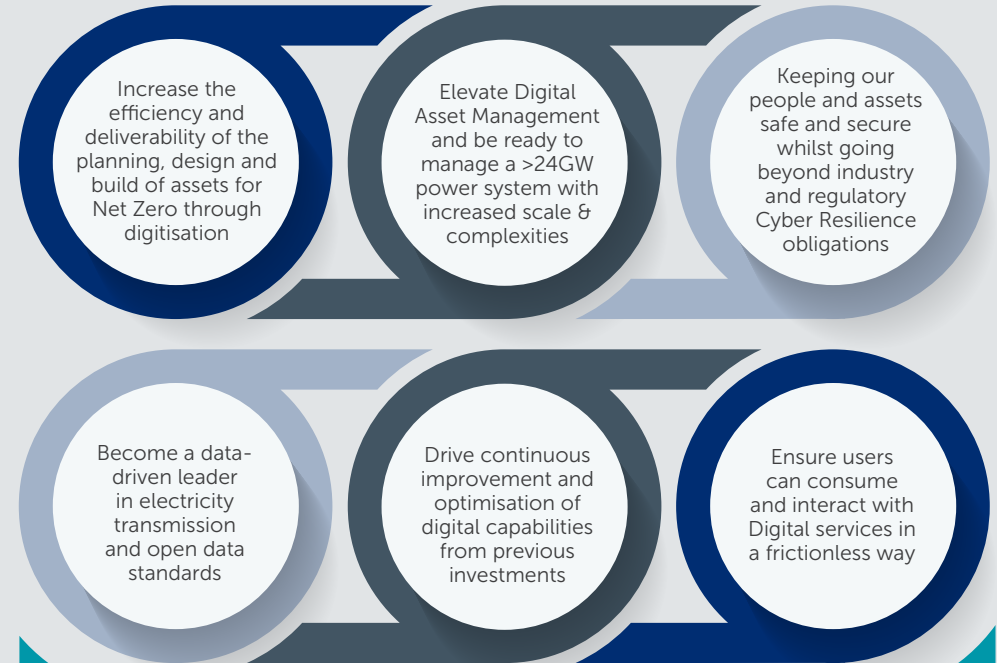 Increase the
efficiency and
deliverability of the
planning, design and
build of assets for
Net Zero through
digitisation
Elevate Digital
Asset Management
and be ready to
manage a >24GW
power system with
increased scale &
complexities
Keeping our
people and assets
safe and secure
whilst going
beyond industry
and regulatory
Cyber Resilience
obligations
Become a data-
driven leader
in electricity
transmission
and open data
standards
Drive continuous
improvement and
optimisation of
digital capabilities
from previous
investments
Ensure users
can consume
and interact with
Digital services in
a frictionless way